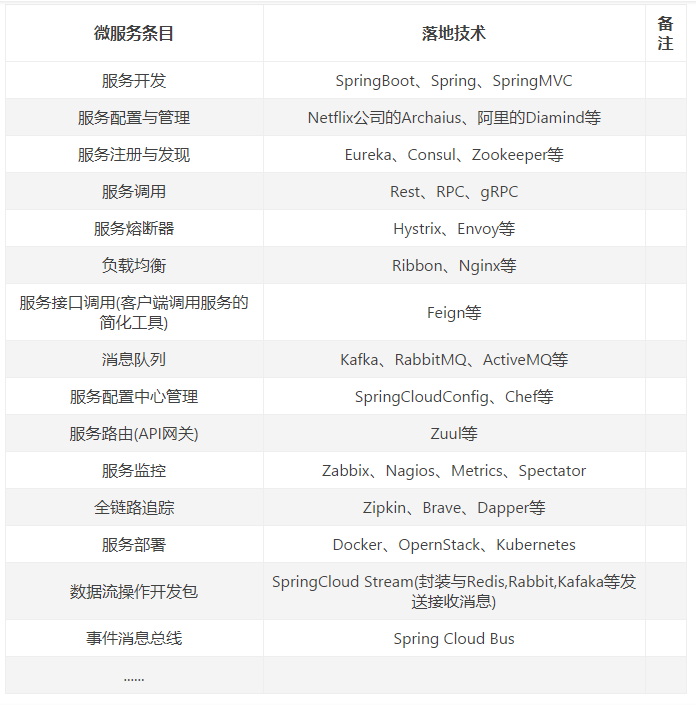 微服务条目 落地技术 备
注
服务开发 SpringBoot、Spring、SpringMVC
服务配置与管理 Netflix公司的Archaius、阿里的Diamind等
服务注册与发现 Eureka、Consul、Zookeeper等
服务调用 Rest、RPC、gRPC
服务熔断器 Hystrix、Envoy等
负载均衡 Ribbon、Nginx等
服务接口调用(客户端调用服务的
简化工具) Feign等
消息队列 Kafka、RabbitMQ、ActiveMQ等
服务配置中心管理 SpringCloudConfig、Chef等
服务路由(API网关) Zuul等
服务监控 Zabbix、Nagios、Metrics、Spectator
全链路追踪 Zipkin、Brave、Dapper等
服务部署 Docker、OpernStack、Kubernetes
数据流操作开发包 SpringCloud Stream(封装与Redis,Rabbit,Kafaka等发
送接收消息)
事件消息总线 Spring Cloud Bus
......